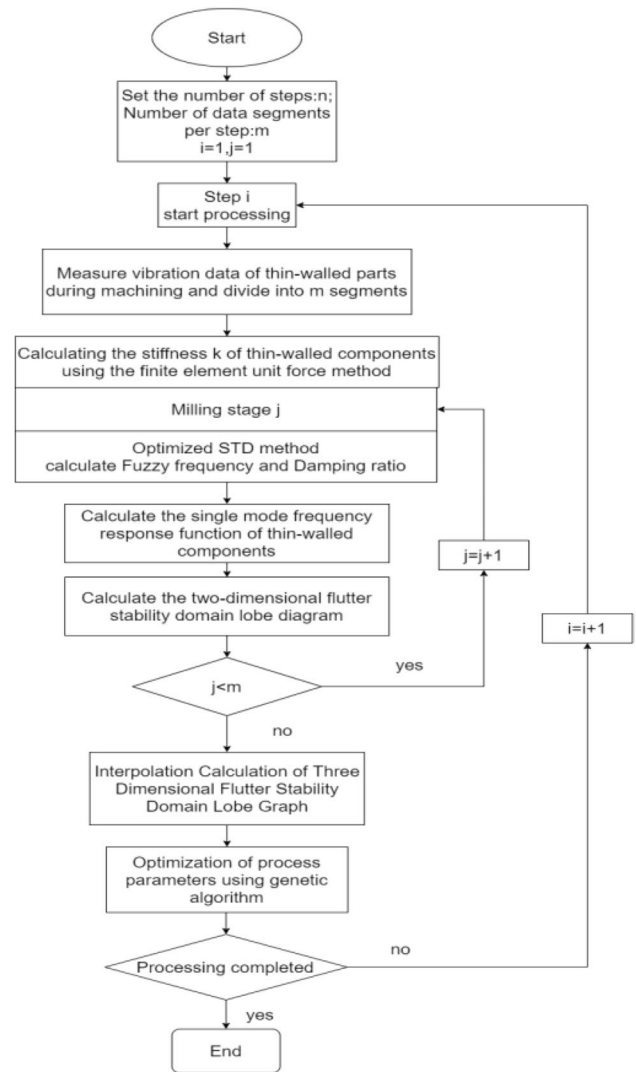 Start
Set the number of steps:n;
Number of data segments
per step:m
i=1,j=1
Step i
start processing
Measure vibration data of thin-walled parts
during machining and divide into m segments
Calculating the stiffness k of thin-walled components
using the finite element unit force method
Milling stage j
Optimized STD method
calculate Fuzzy frequency and Damping ratio
Calculate the single mode frequency
response function of thin-walled
components
j=j+1
Calculate the two-dimensional flutter
stability domain lobe diagram
i=i+1
j<m
yes
no
Interpolation Calculation of Three
Dimensional Flutter Stability
Domain Lobe Graph
Optimization of process
parameters using genetic
algorithm
Processing completed
no
yes
End